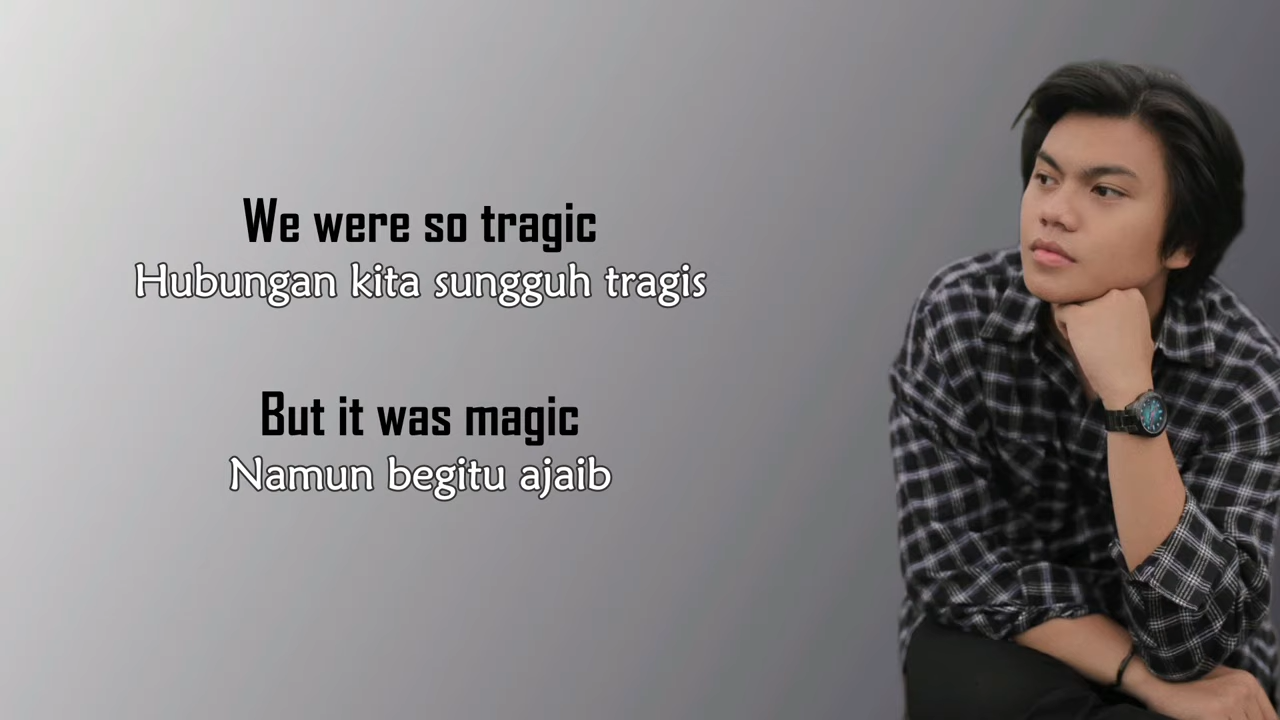 We were so tragic
Hubungan kita sungguh tragis
But it was magic
Namun begitu ajaib